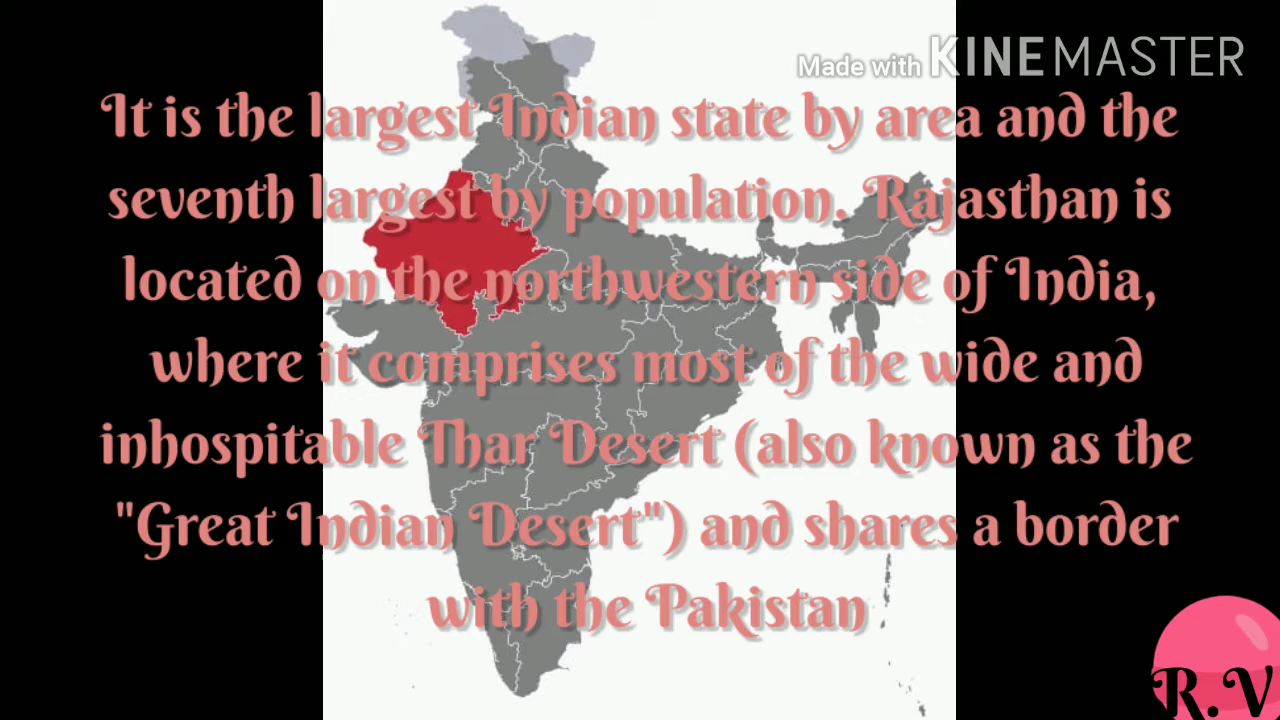 Made with KINEMASTER
It is the largest Indian state by area and the
seventh largest by population. Rajasthan is
located on the northwestern side of India,
where it comprises most of the wide and
inhospitable Thar Desert (also known as the
"Great Indian Desert") and shares a border
with the Pakistan
R.V